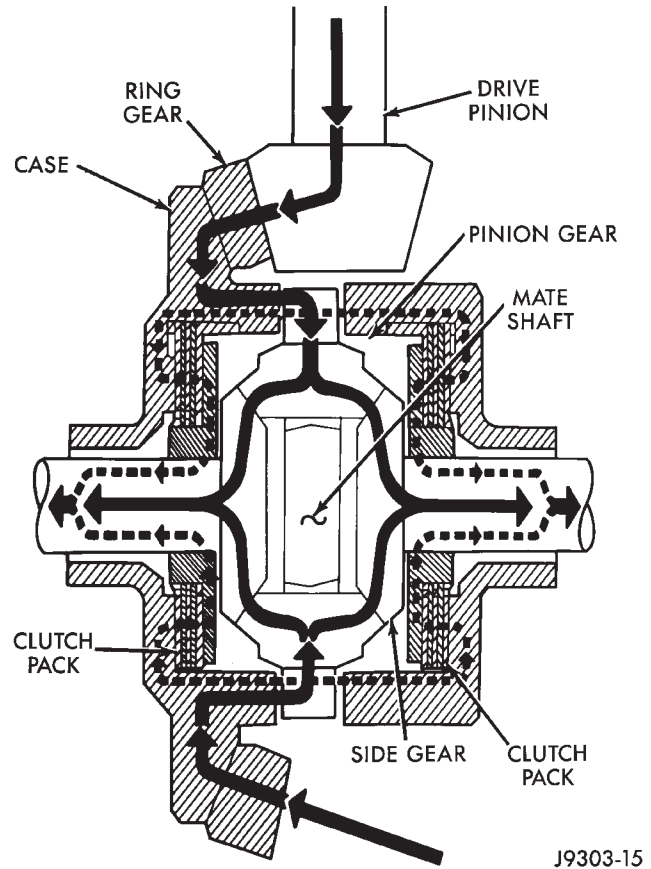 DRIVE
PINION
RING
GEAR
CASE
PINION GEAR
MATE
SHAFT
CLUTCH
PACK
SIDE GEAR
CLUTCH
PACK
J9303-15